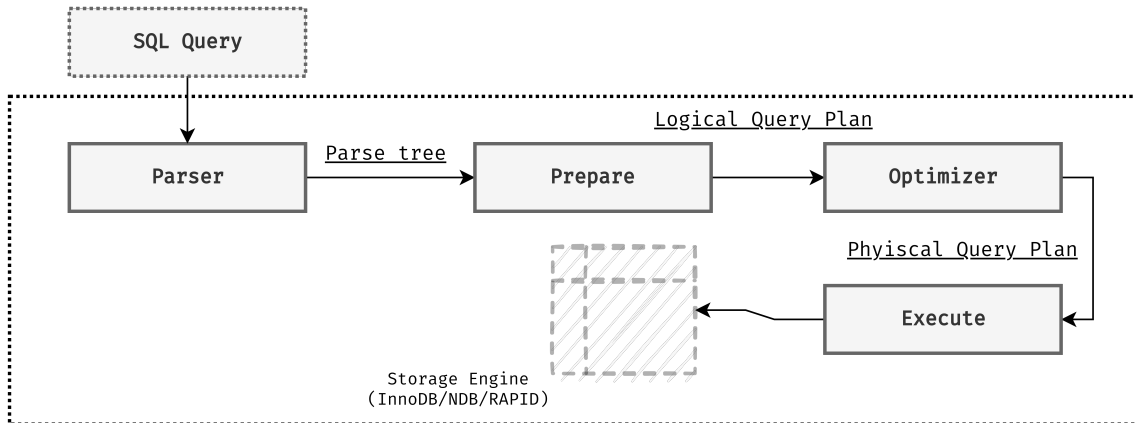 SQL Query
Logical Query Plan
Parse tree
Parser
Prepare
Optimizer
Phyiscal Query Plan
Execute
Storage Engine
(InnoDB/NDB/RAPID)